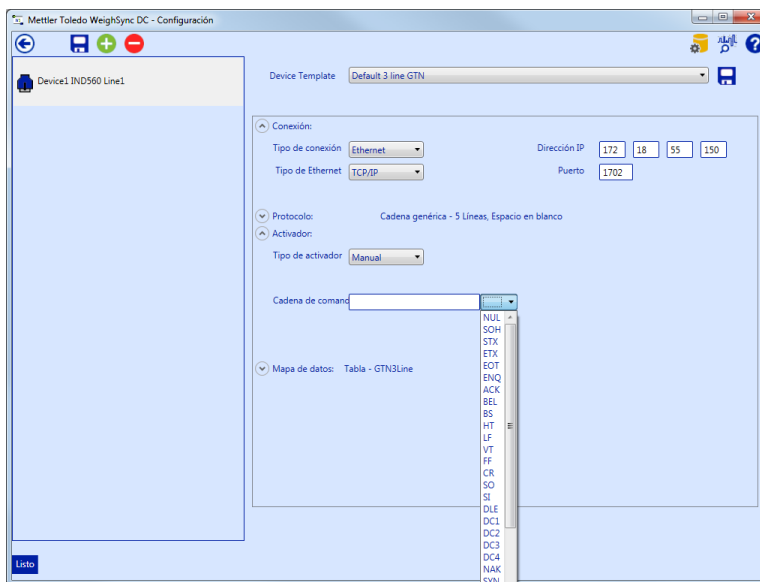 Mettler Toledo WeighSync DC - Configuración
Device1 IND560 Line1
Device Template Default 3 line GTN
Conexión:
Tipo de conexión Ethernet Dirección IP 172 18 55 150
Tipo de Ethernet TCP/IP Puerto 1702
Protocolo: Cadena genérica - 5 Líneas, Espacio en blanco
Activador:
Tipo de activador Manual
Cadena de comand
NUL
SOH
STX
ETX
EOT
ENQ
ACK
BEL
BS
HT
LF
VT
FF
CR
SO
SI
DLE
DC1
DC2
DC3
DC4
NAK
SYN
Mapa de datos: Tabla - GTN3Line
Listo